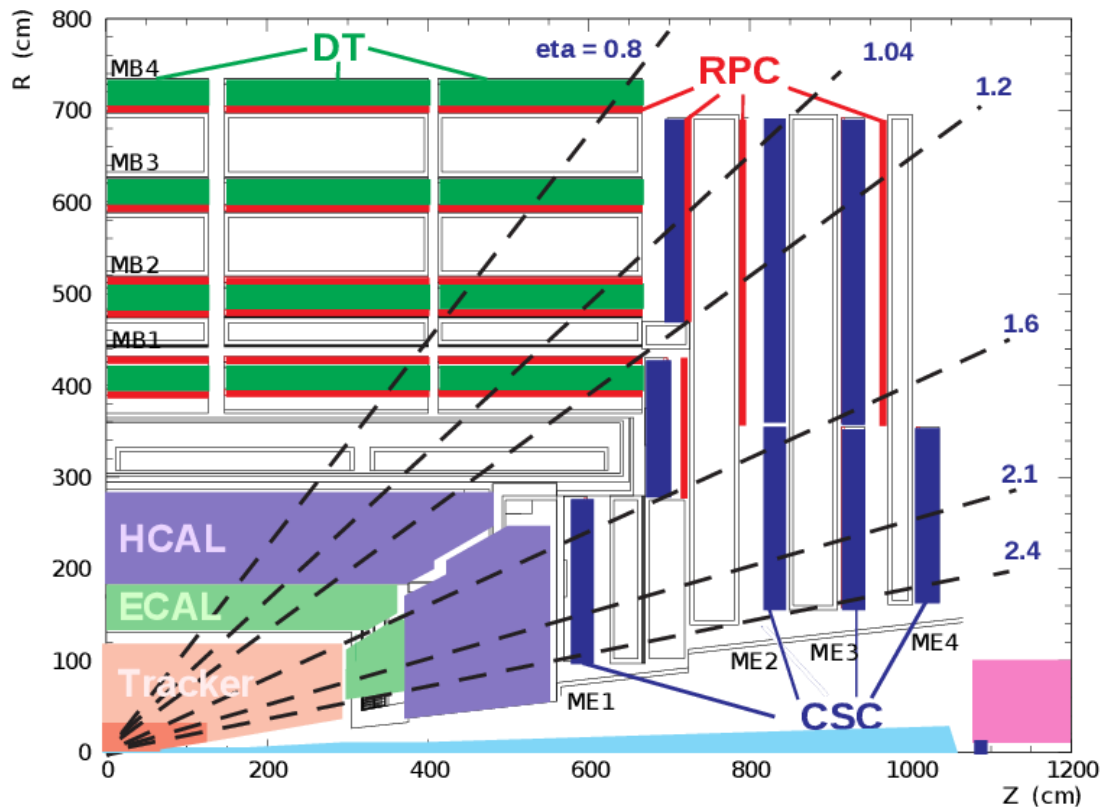 R (cm)
800
700
600
500
400
300
200
100
0
DT
eta = 0.8
1.04
1.2
1.6
2.1
2.4
RPC
MB4
MB3
MB2
MB1
HCAL
ECAL
Tracker
ME1
ME2
ME3
ME4
CSC
0
200
400
600
800
1000
1200
Z (cm)